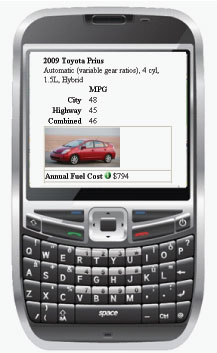 2009 Toyota Prius
Automatic (variable gear ratios), 4 cyl,
1.5L, Hybrid
MPG
City 48
Highway 45
Combined 46
Annual Fuel Cost $794
Q W E R T Y U I O P
A S D F G H J K L
Z X C V B N M
space
CH